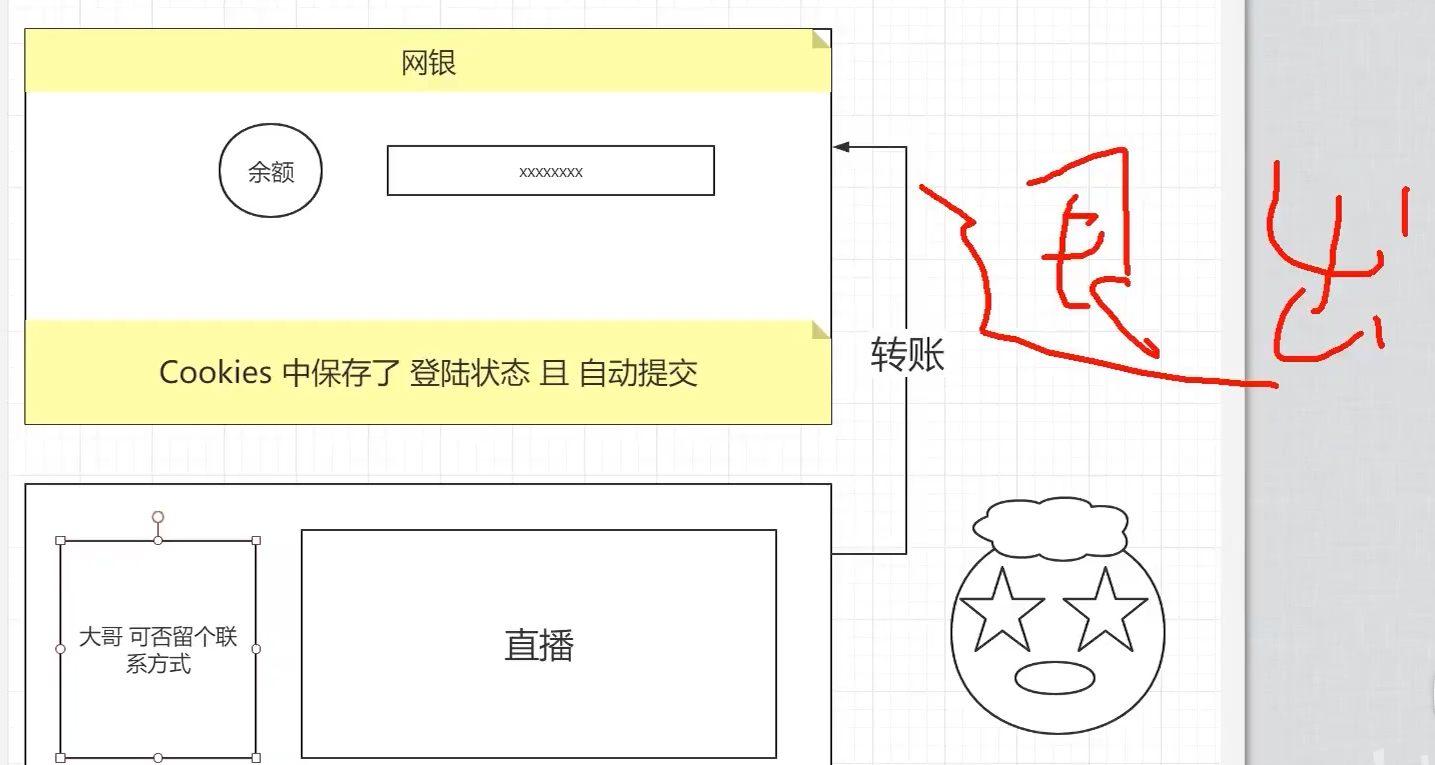 网银
余额
xxxxxxxx
退出
转账
Cookies 中保存了 登陆状态 且 自动提交
大哥 可否留个联
系方式
直播